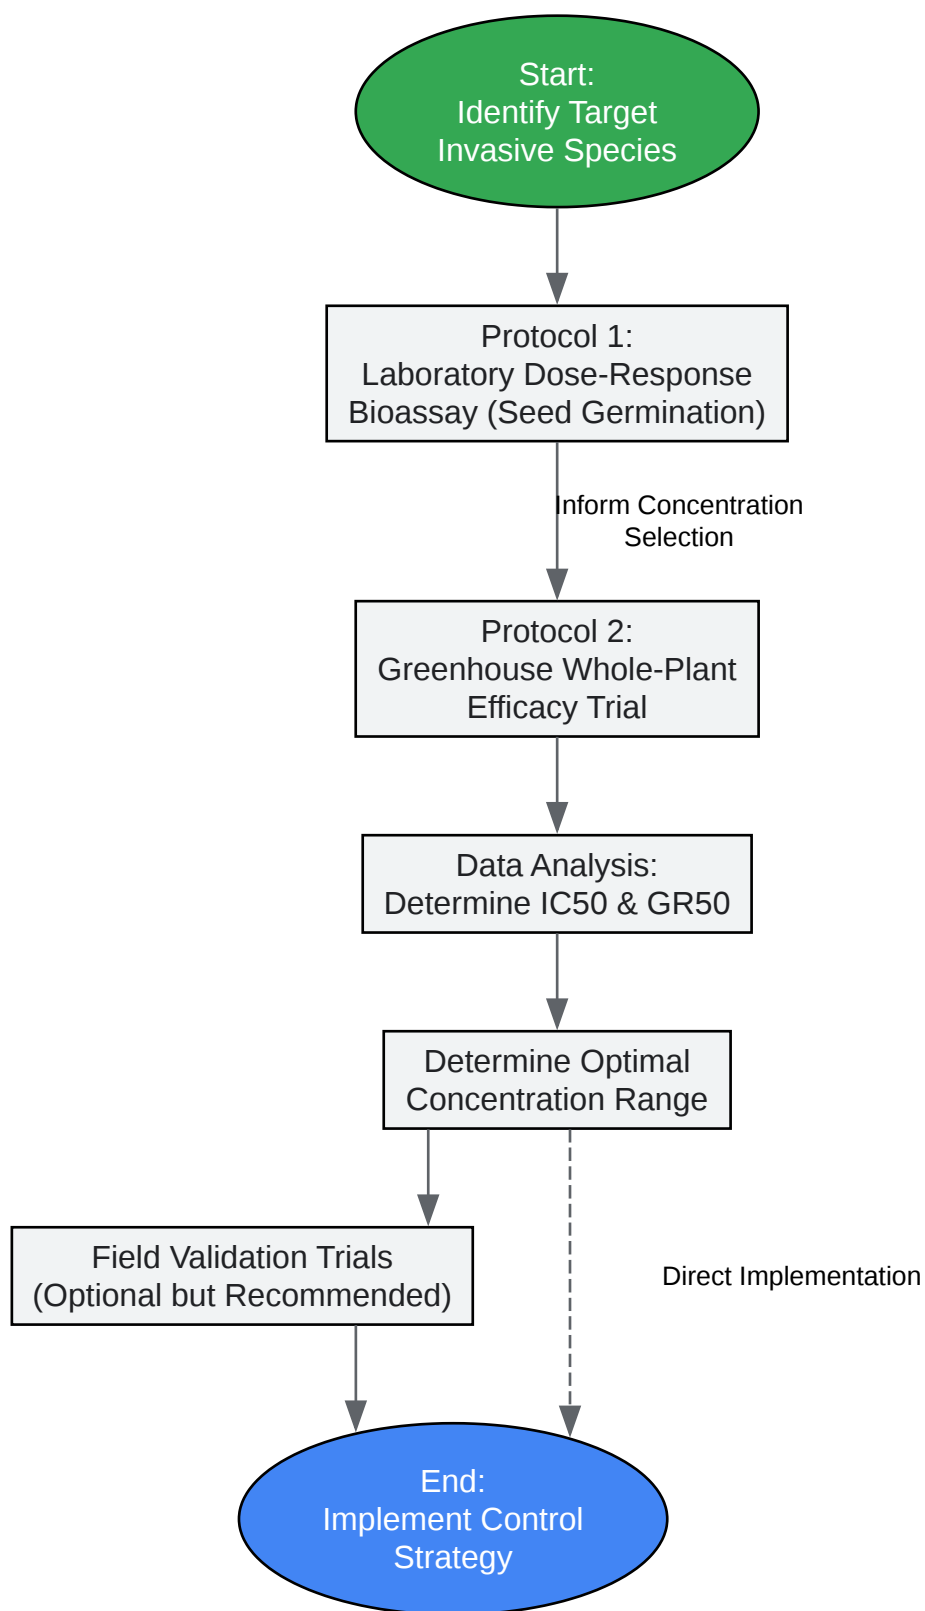 Start:
Identify Target
Invasive Species
Protocol 1:
Laboratory Dose-Response
Bioassay (Seed Germination)
Inform Concentration
Selection
Protocol 2:
Greenhouse Whole-Plant
Efficacy Trial
Data Analysis:
Determine IC50 & GR50
Determine Optimal
Concentration Range
Field Validation Trials
(Optional but Recommended)
Direct Implementation
End:
Implement Control
Strategy